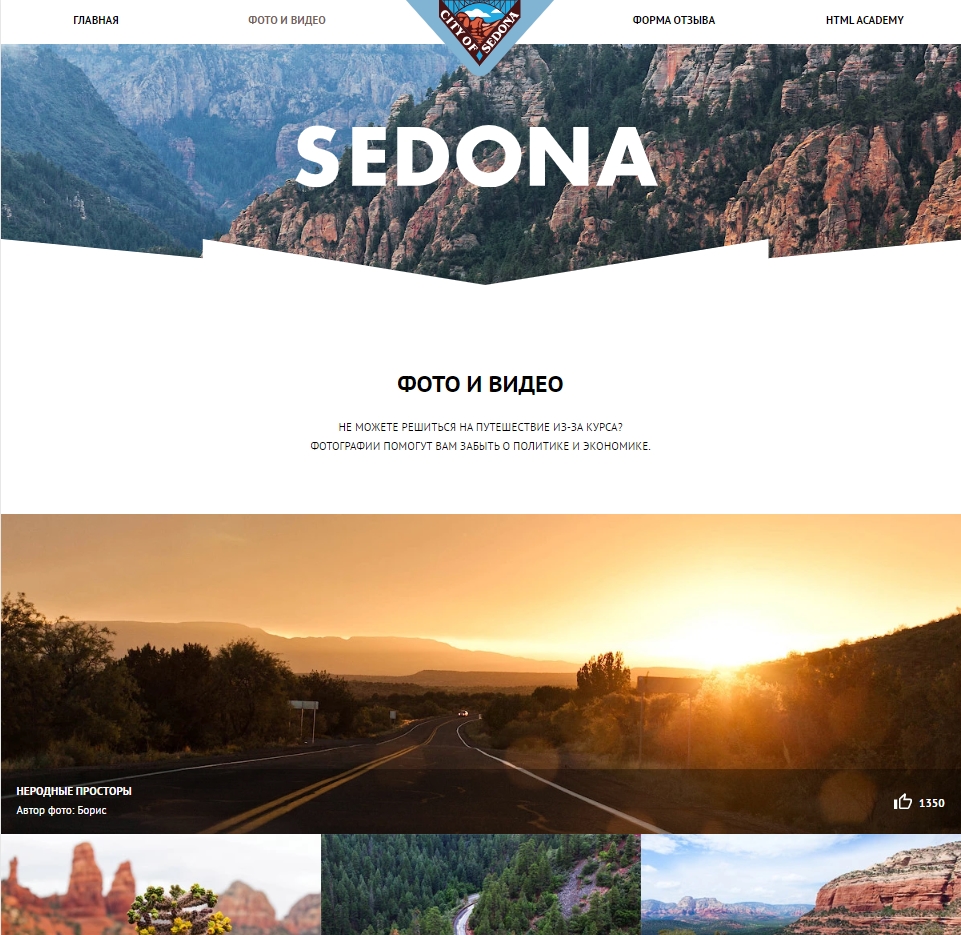 ГЛАВНАЯ
ФОТО И ВИДЕО
CITY OF SEDONA
ФОРМА ОТЗЫВА
HTML ACADEMY
SEDONA
ФОТО И ВИДЕО
НЕ МОЖЕТЕ РЕШИТЬСЯ НА ПУТЕШЕСТВИЕ ИЗ-ЗА КУРСА?
ФОТОГРАФИИ ПОМОГУТ ВАМ ЗАБЫТЬ О ПОЛИТИКЕ И ЭКОНОМИКЕ.
НЕРОДНЫЕ ПРОСТОРЫ
Автор фото: Борис
1350